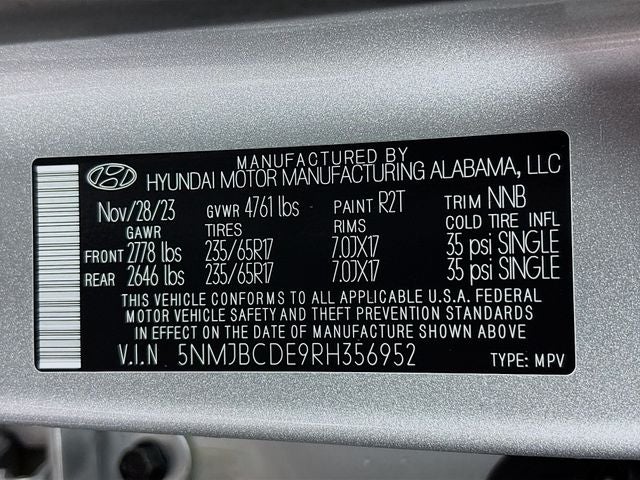 MANUFACTURED BY
HYUNDAI MOTOR MANUFACTURING ALABAMA, LLC
Nov/28/23 GVWR 4761 lbs PAINT R2T TRIM NNB
GAWR TIRES RIMS COLD TIRE INFL
FRONT 2778 lbs 235/65R17 7.0JX17 35 psi SINGLE
REAR 2646 lbs 235/65R17 7.0JX17 35 psi SINGLE
THIS VEHICLE CONFORMS TO ALL APPLICABLE U.S.A. FEDERAL
MOTOR VEHICLE SAFETY AND THEFT PREVENTION STANDARDS
IN EFFECT ON THE DATE OF MANUFACTURE SHOWN ABOVE
V.I.N 5NMJBCDE9RH356952 TYPE: MPV